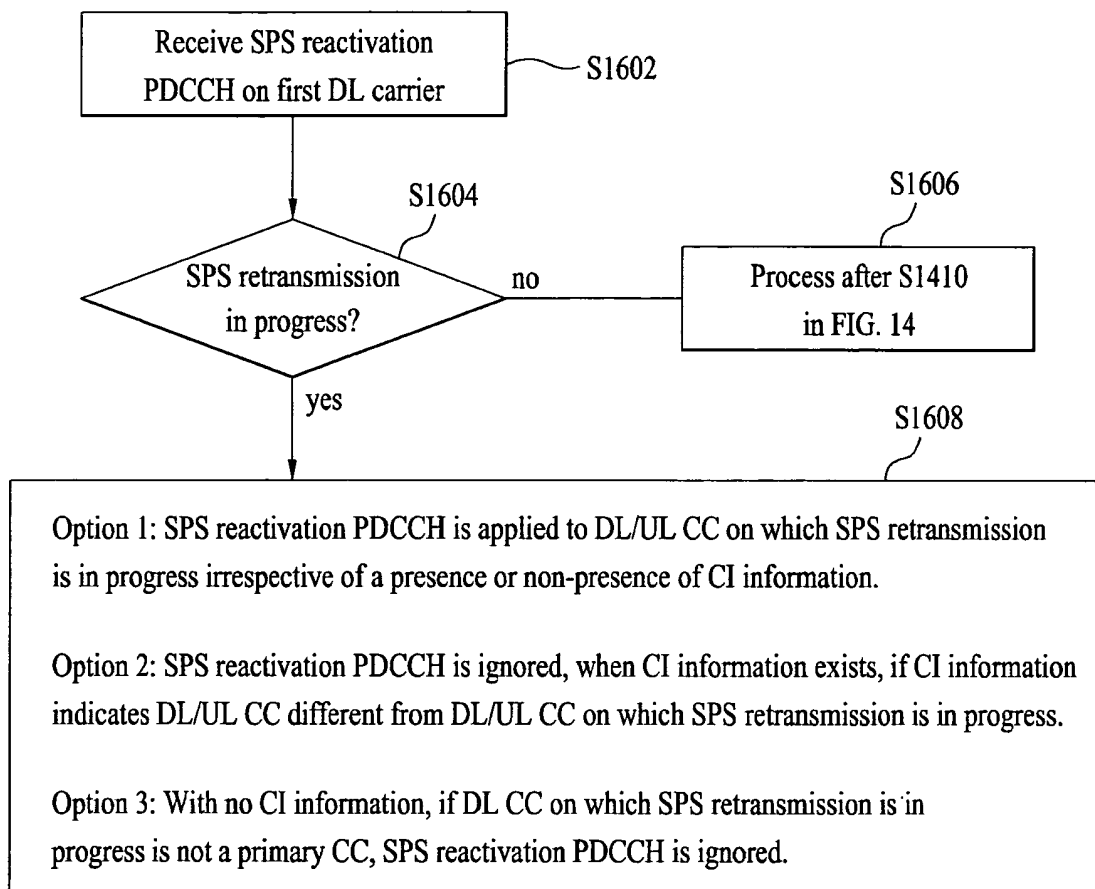 Receive SPS reactivation
PDCCH on first DL carrier
S1602
S1604
SPS retransmission
in progress?
no
S1606
Process after S1410
in FIG. 14
yes
S1608
Option 1: SPS reactivation PDCCH is applied to DL/UL CC on which SPS retransmission
is in progress irrespective of a presence or non-presence of CI information.
Option 2: SPS reactivation PDCCH is ignored, when CI information exists, if CI information
indicates DL/UL CC different from DL/UL CC on which SPS retransmission is in progress.
Option 3: With no CI information, if DL CC on which SPS retransmission is in
progress is not a primary CC, SPS reactivation PDCCH is ignored.